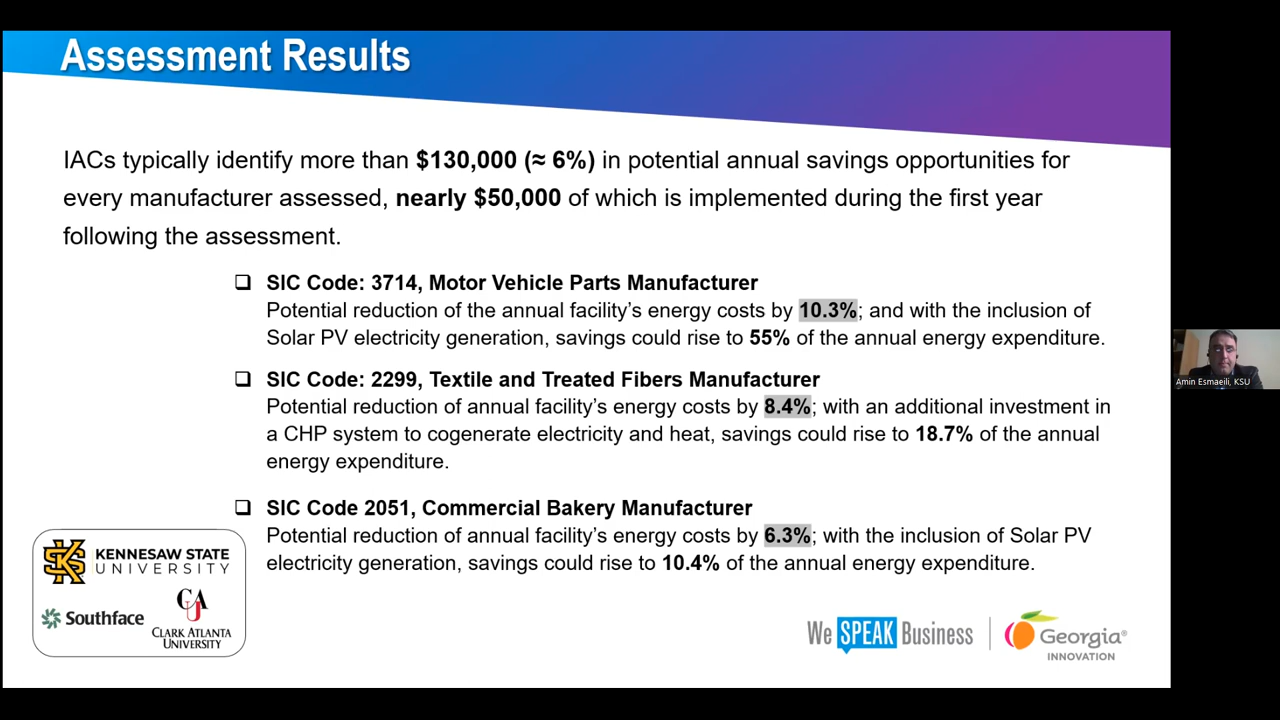 Assessment Results
IACs typically identify more than $130,000 (≈ 6%) in potential annual savings opportunities for
every manufacturer assessed, nearly $50,000 of which is implemented during the first year
following the assessment.
❑ SIC Code: 3714, Motor Vehicle Parts Manufacturer
Potential reduction of the annual facility’s energy costs by 10.3%; and with the inclusion of
Solar PV electricity generation, savings could rise to 55% of the annual energy expenditure.
❑ SIC Code: 2299, Textile and Treated Fibers Manufacturer
Potential reduction of annual facility’s energy costs by 8.4%; with an additional investment in
a CHP system to cogenerate electricity and heat, savings could rise to 18.7% of the annual
energy expenditure.
❑ SIC Code 2051, Commercial Bakery Manufacturer
Potential reduction of annual facility’s energy costs by 6.3%; with the inclusion of Solar PV
electricity generation, savings could rise to 10.4% of the annual energy expenditure.
KS
KENNESAW STATE
UNIVERSITY
Southface
CAU
CLARK ATLANTA
UNIVERSITY
We SPEAK Business
Georgia®
INNOVATION
Amin Esmaeili, KSU